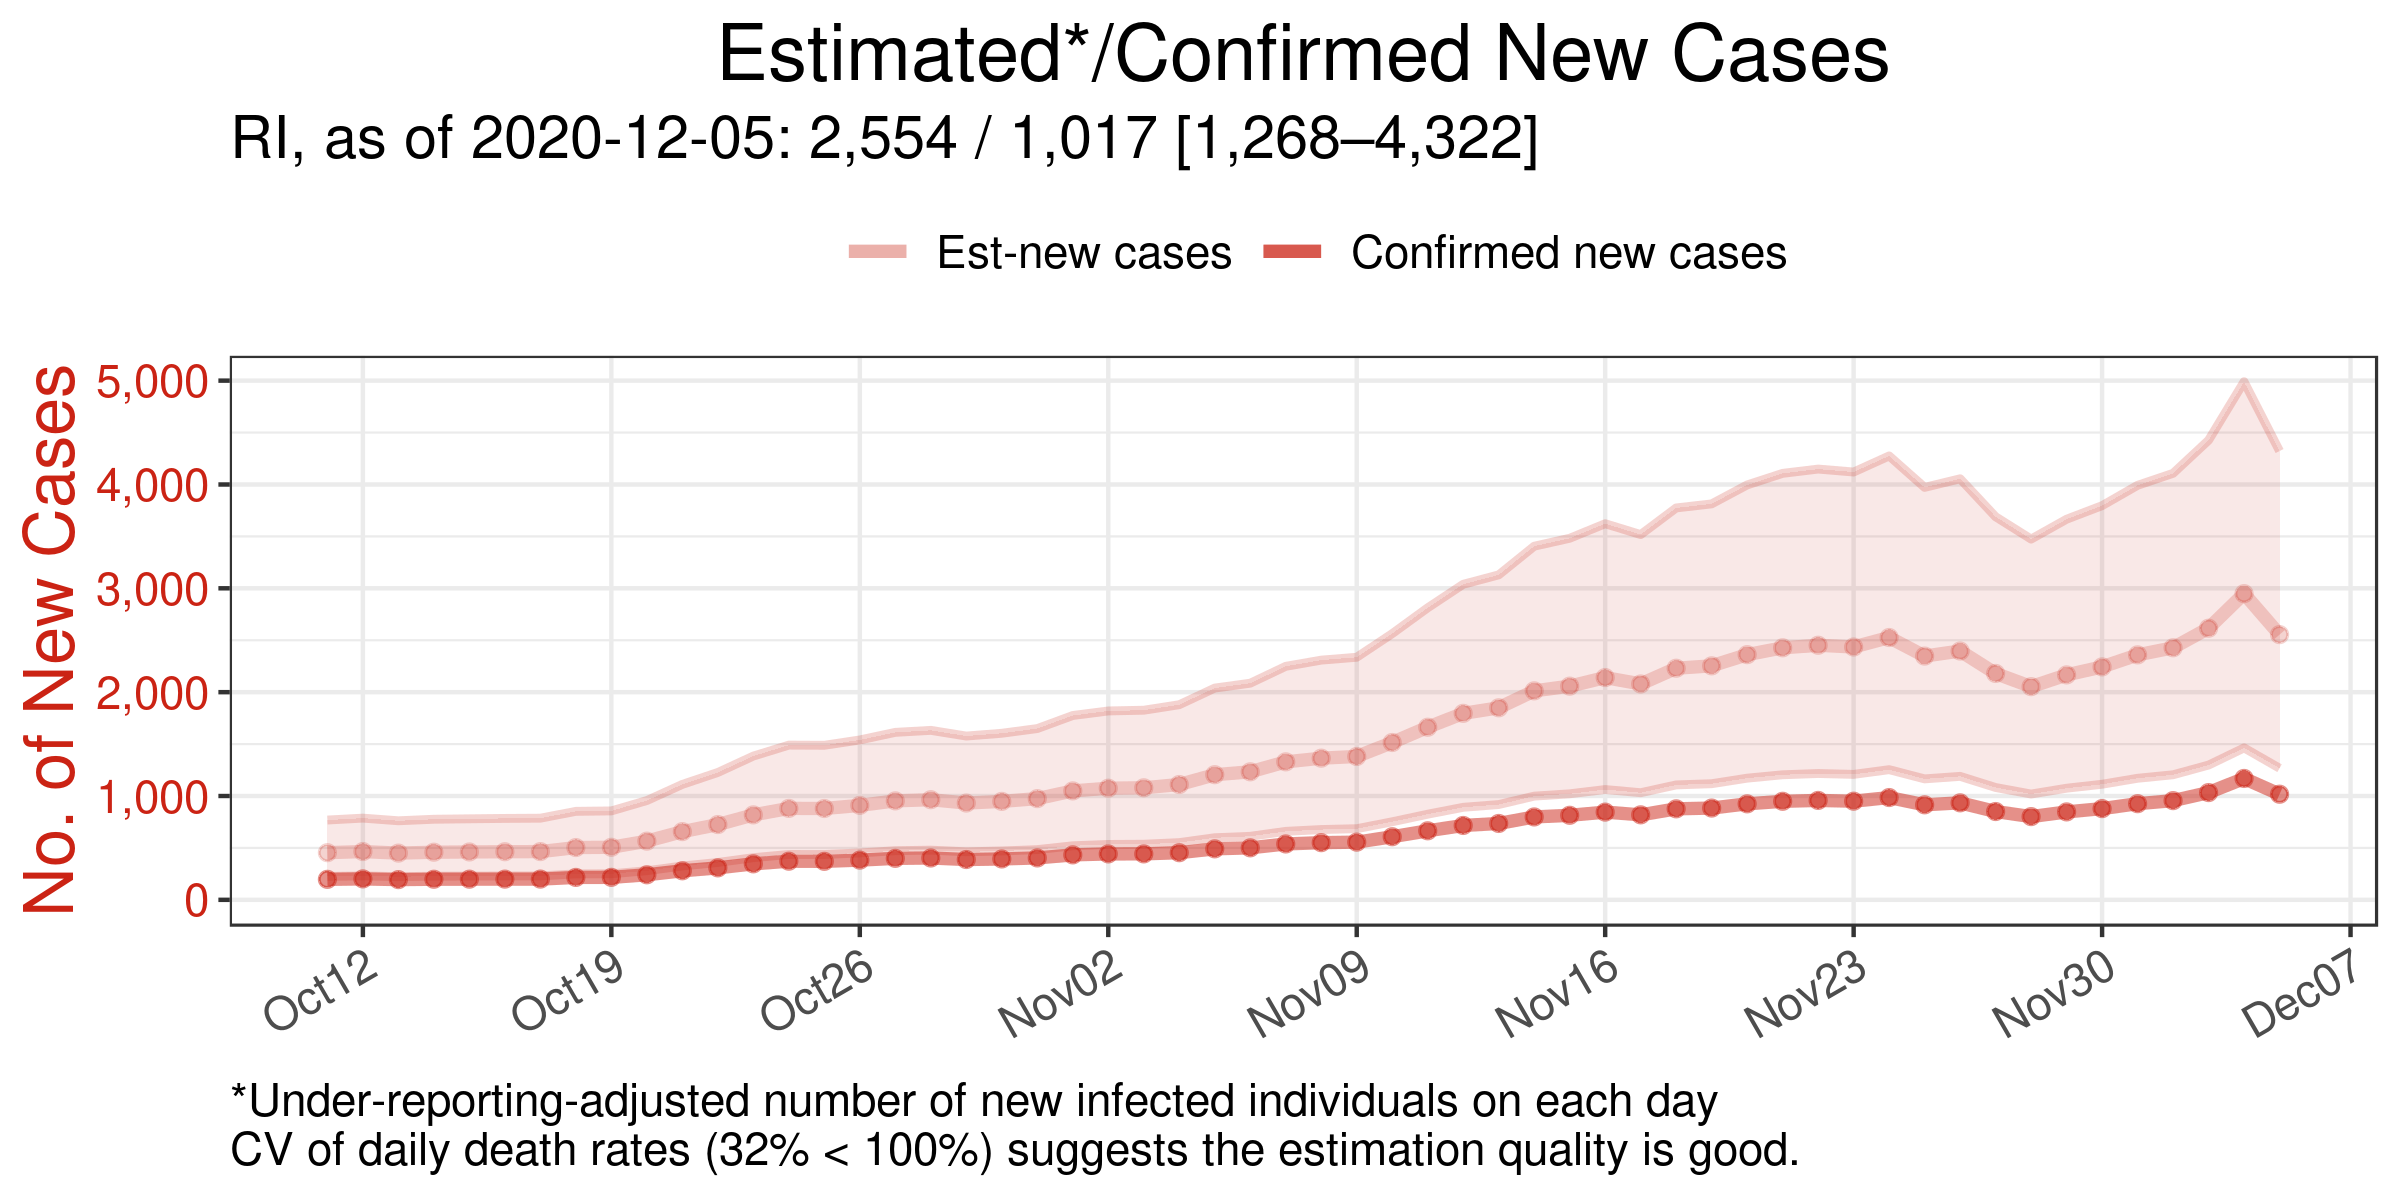 Estimated*/Confirmed New Cases
RI, as of 2020-12-05: 2,554 / 1,017 [1,268–4,322]
Est-new cases
Confirmed new cases
No. of New Cases
5,000
4,000
3,000
2,000
1,000
0
Oct12
Oct19
Oct26
Nov02
Nov09
Nov16
Nov23
Nov30
Dec07
*Under-reporting-adjusted number of new infected individuals on each day
CV of daily death rates (32% < 100%) suggests the estimation quality is good.